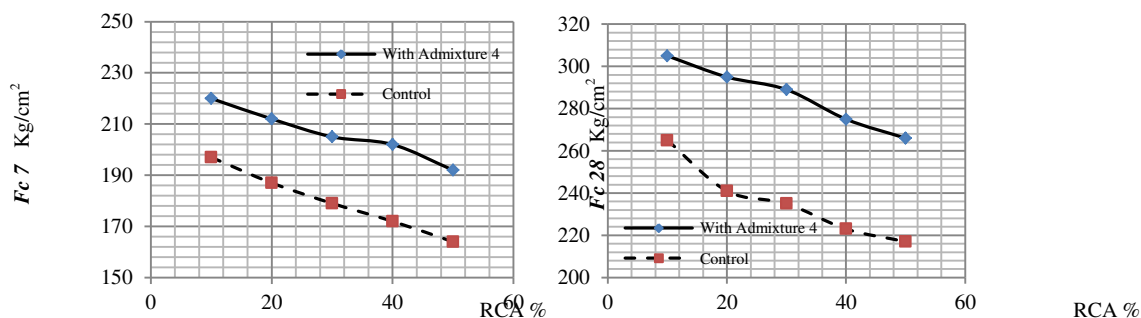 250
230
210
190
170
150
Fc 7 Kg/cm2
With Admixture 4
Control
0
20
40
60
RCA %
320
300
280
260
240
220
200
Fc 28 Kg/cm2
With Admixture 4
Control
0
20
40
60
RCA %